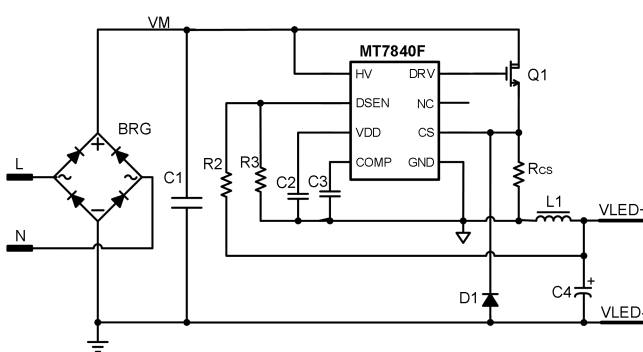 VM
MT7840F
HV
DRV
Q1
DSEN
NC
BRG
VDD
CS
L
R2
R3
C2
C3
COMP
GND
RCS
C1
+
~
~
−
N
L1
VLED+
D1
C4
+
VLED-